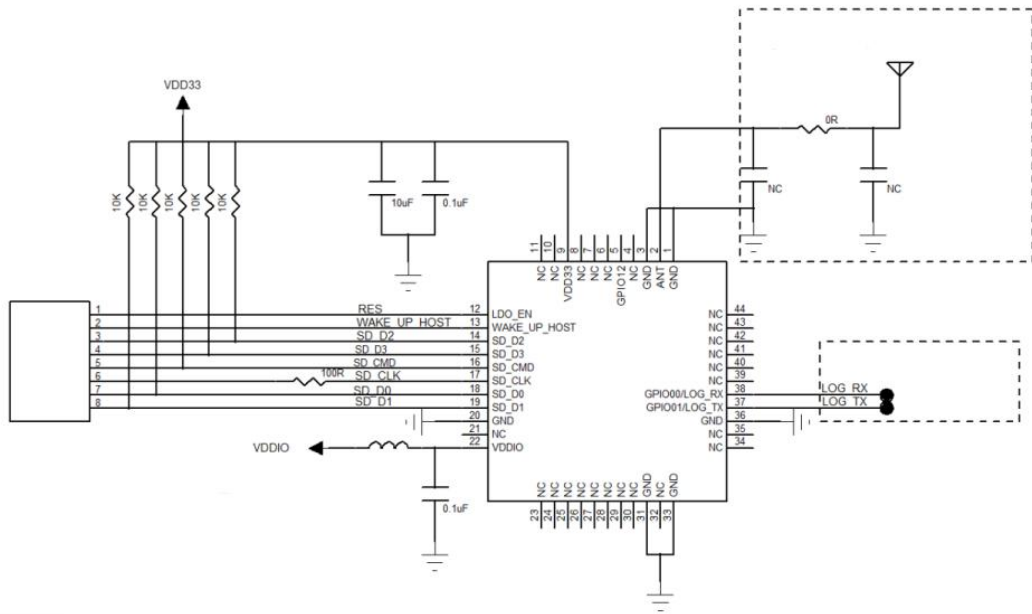 VDD33
0R
10K 10K 10K 10K 10K
10uF 0.1uF
NC NC
11 10 9 8 7 6 5 4 3 2 1
NC NC VDD33 NC NC NC GPIO12 NC GND ANT GND
1 RES 12 LDO_EN
2 WAKE_UP_HOST 13 WAKE_UP_HOST
3 SD_D2 14 SD_D2
4 SD_D3 15 SD_D3
5 SD_CMD 16 SD_CMD
6 100R SD_CLK 17 SD_CLK
7 SD_D0 18 SD_D0
8 SD_D1 19 SD_D1
20 GND
21 NC
VDDIO 22 VDDIO
0.1uF
NC 44
NC 43
NC 42
NC 41
NC 40
NC 39
GPIO00/LOG_RX 38 LOG_RX
GPIO01/LOG_TX 37 LOG_TX
GND 36
NC 35
NC 34
NC NC NC NC NC NC NC NC GND NC GND
23 24 25 26 27 28 29 30 31 32 33